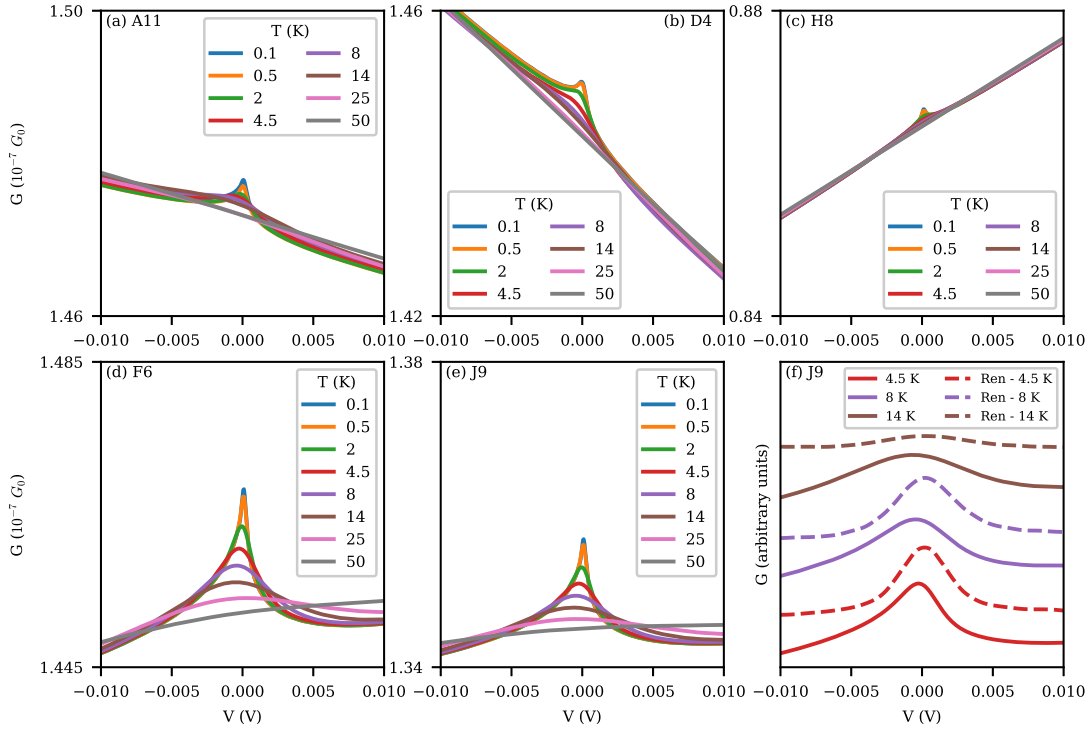 (a) A11
T (K)
0.1 8
0.5 14
2 25
4.5 50
1.50
1.46
G (10⁻⁷ G₀)
−0.010 −0.005 0.000 0.005 0.010
(b) D4
T (K)
0.1 8
0.5 14
2 25
4.5 50
1.46
1.42
−0.010 −0.005 0.000 0.005 0.010
(c) H8
T (K)
0.1 8
0.5 14
2 25
4.5 50
0.88
0.84
−0.010 −0.005 0.000 0.005 0.010
(d) F6
T (K)
0.1
0.5
2
4.5
8
14
25
50
1.485
1.445
G (10⁻⁷ G₀)
−0.010 −0.005 0.000 0.005 0.010
V (V)
(e) J9
T (K)
0.1
0.5
2
4.5
8
14
25
50
1.38
1.34
−0.010 −0.005 0.000 0.005 0.010
V (V)
(f) J9
4.5 K Ren - 4.5 K
8 K Ren - 8 K
14 K Ren - 14 K
G (arbitrary units)
−0.010 −0.005 0.000 0.005 0.010
V (V)